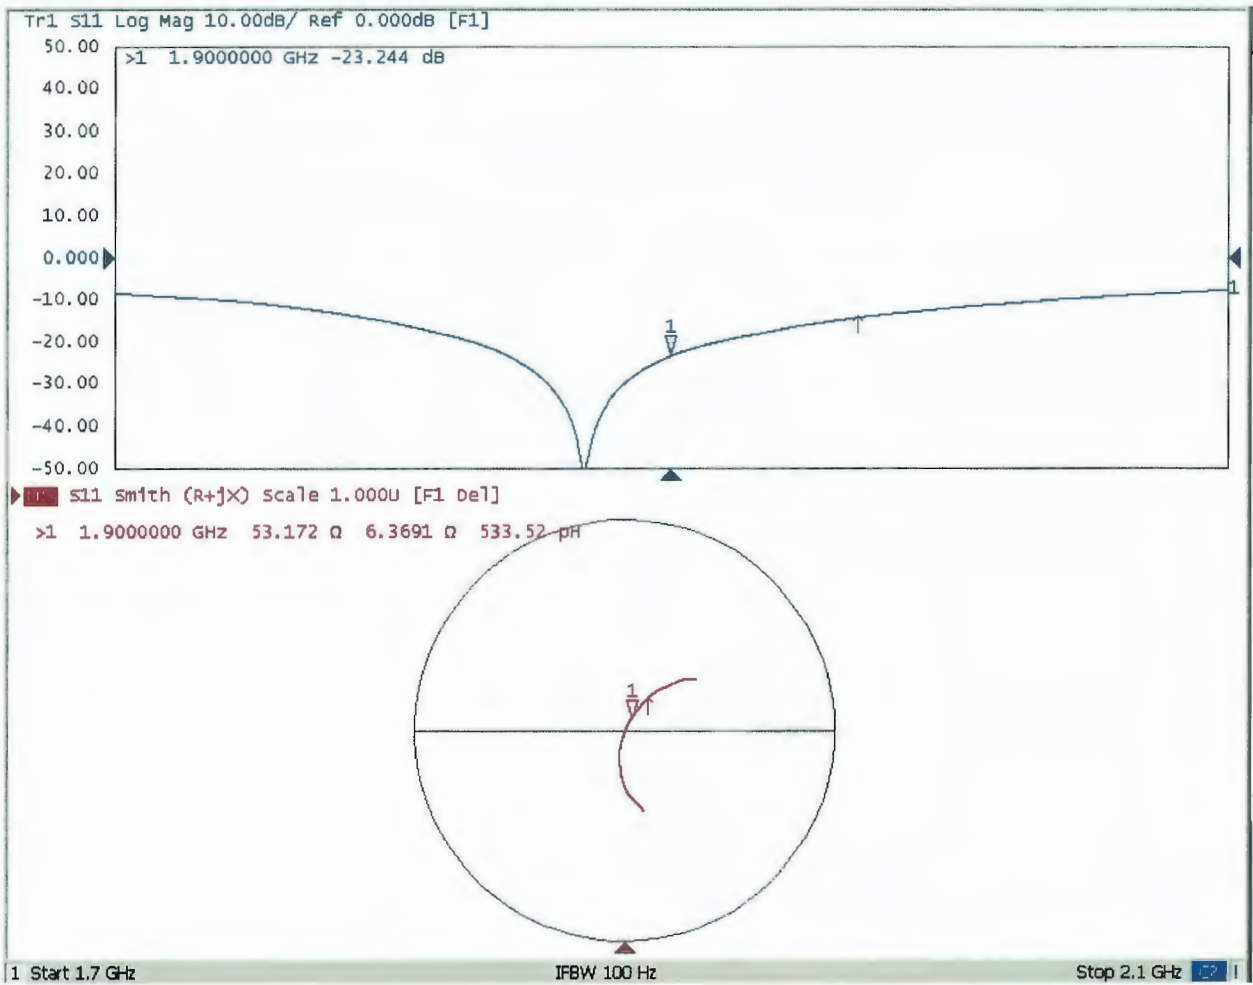 Tr1 S11 Log Mag 10.00dB/ Ref 0.000dB [F1]
50.00
>1 1.9000000 GHz -23.244 dB
40.00
30.00
20.00
10.00
0.000
-10.00
1
1
-20.00
-30.00
-40.00
-50.00
S11 Smith (R+jX) Scale 1.000U [F1 Del]
>1 1.9000000 GHz 53.172 Ω 6.3691 Ω 533.52 pH
1
1 Start 1.7 GHz IFBW 100 Hz Stop 2.1 GHz